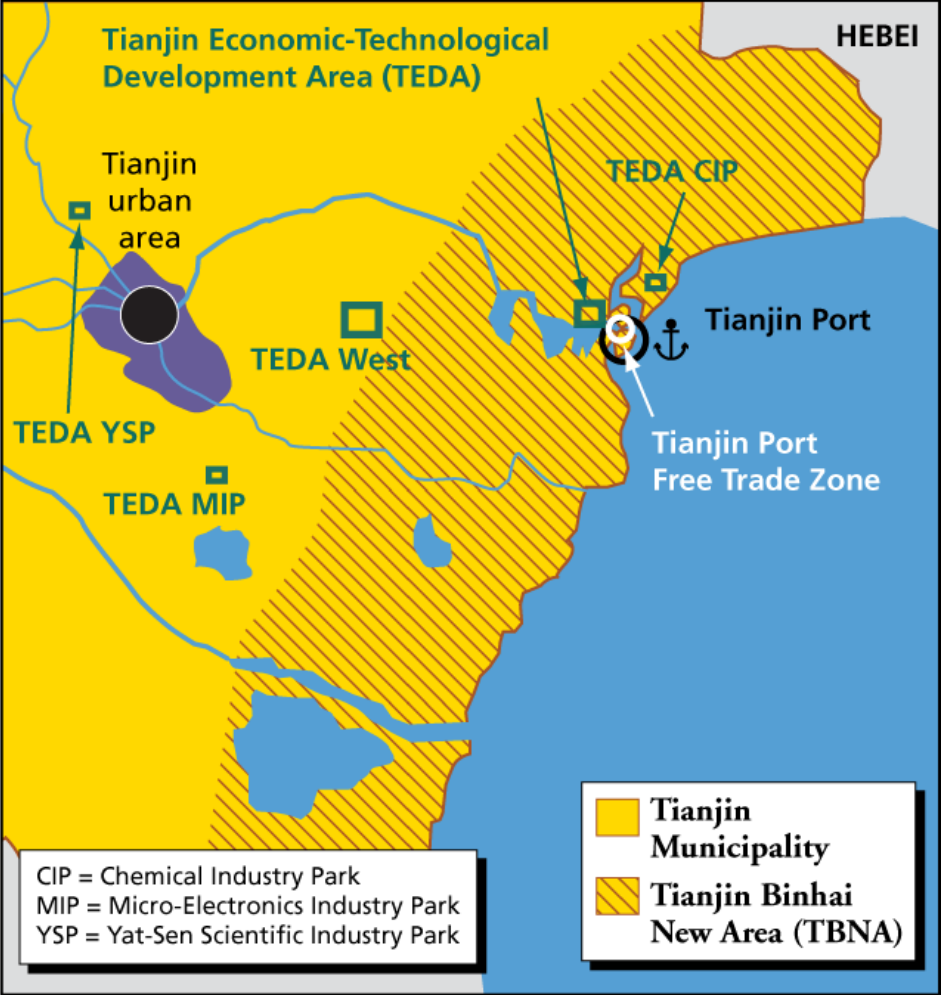 HEBEI
Tianjin Economic-Technological
Development Area (TEDA)
Tianjin
urban
area
TEDA CIP
Tianjin Port
TEDA West
TEDA YSP
Tianjin Port
Free Trade Zone
TEDA MIP
Tianjin
Municipality
Tianjin Binhai
New Area (TBNA)
CIP = Chemical Industry Park
MIP = Micro-Electronics Industry Park
YSP = Yat-Sen Scientific Industry Park